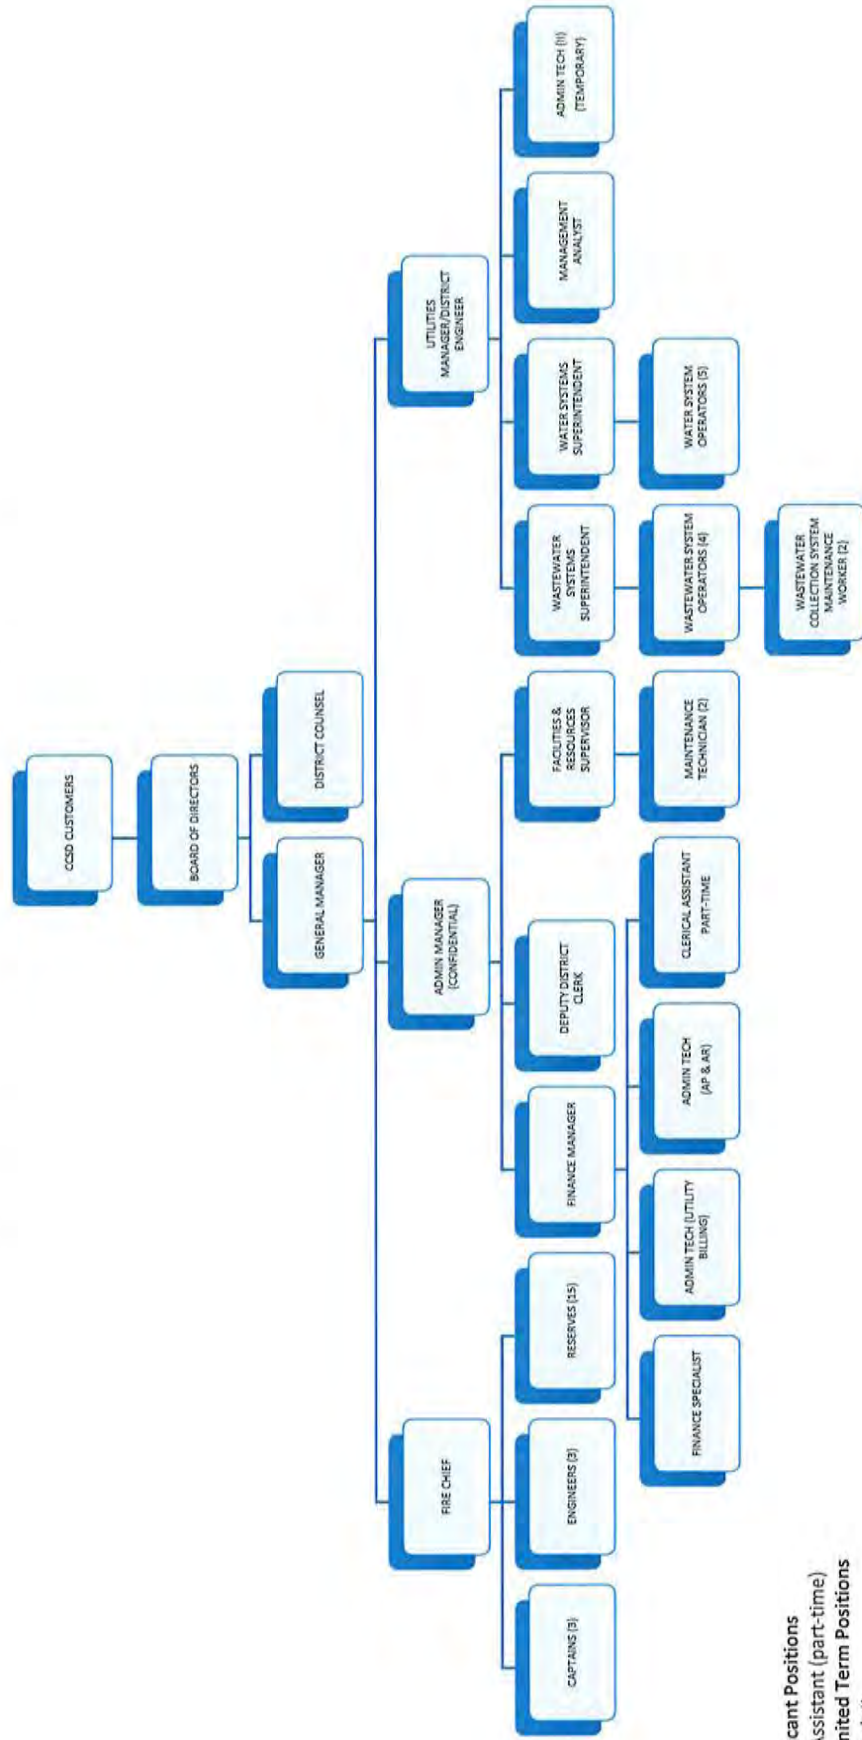 CCSD CUSTOMERS
BOARD OF DIRECTORS
GENERAL MANAGER
DISTRICT COUNSEL
FIRE CHIEF
ADMIN MANAGER
(CONFIDENTIAL)
UTILITIES
MANAGER/DISTRICT
ENGINEER
CAPTAINS (3)
ENGINEERS (3)
RESERVES (15)
FINANCE MANAGER
DEPUTY DISTRICT
CLERK
FACILITIES &
RESOURCES
SUPERVISOR
WASTEWATER
SYSTEMS
SUPERINTENDENT
WATER SYSTEMS
SUPERINTENDENT
MANAGEMENT
ANALYST
ADMIN TECH (II)
(TEMPORARY)
FINANCE SPECIALIST
ADMIN TECH (UTILITY
BILLING)
ADMIN TECH
(AP & AR)
CLERICAL ASSISTANT
PART-TIME
MAINTENANCE
TECHNICIAN (2)
WASTEWATER SYSTEM
OPERATORS (4)
WATER SYSTEM
OPERATORS (5)
WASTEWATER
COLLECTION SYSTEM
MAINTENANCE
WORKER (2)
cant Positions
Assistant (part-time)
nited Term Positions